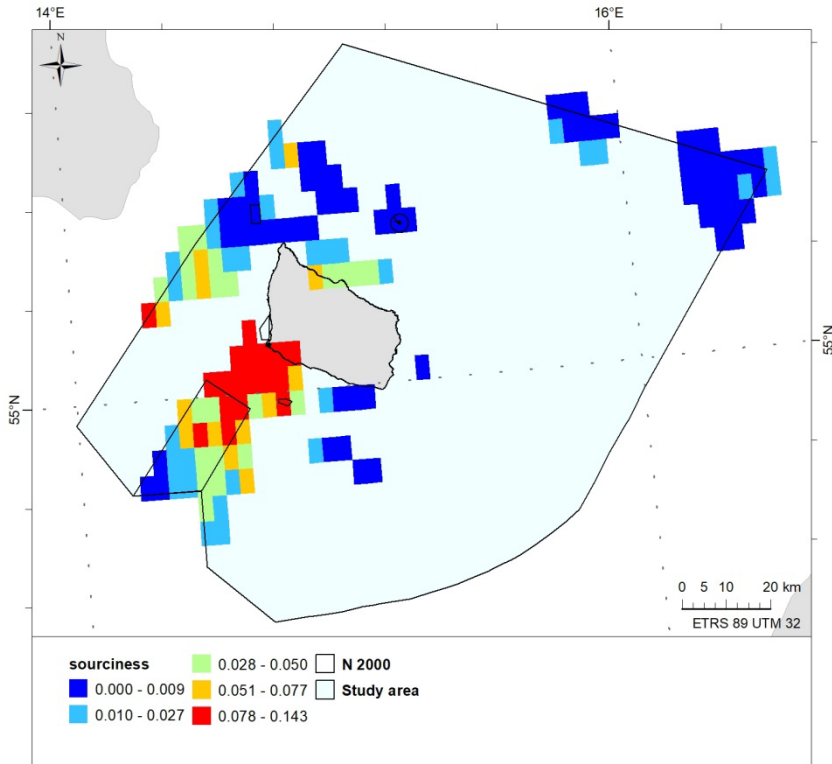 14°E 16°E
N
55°N
55°N
0 5 10 20 km
ETRS 89 UTM 32
sourciness 0.028 - 0.050 N 2000
0.000 - 0.009 0.051 - 0.077 Study area
0.010 - 0.027 0.078 - 0.143